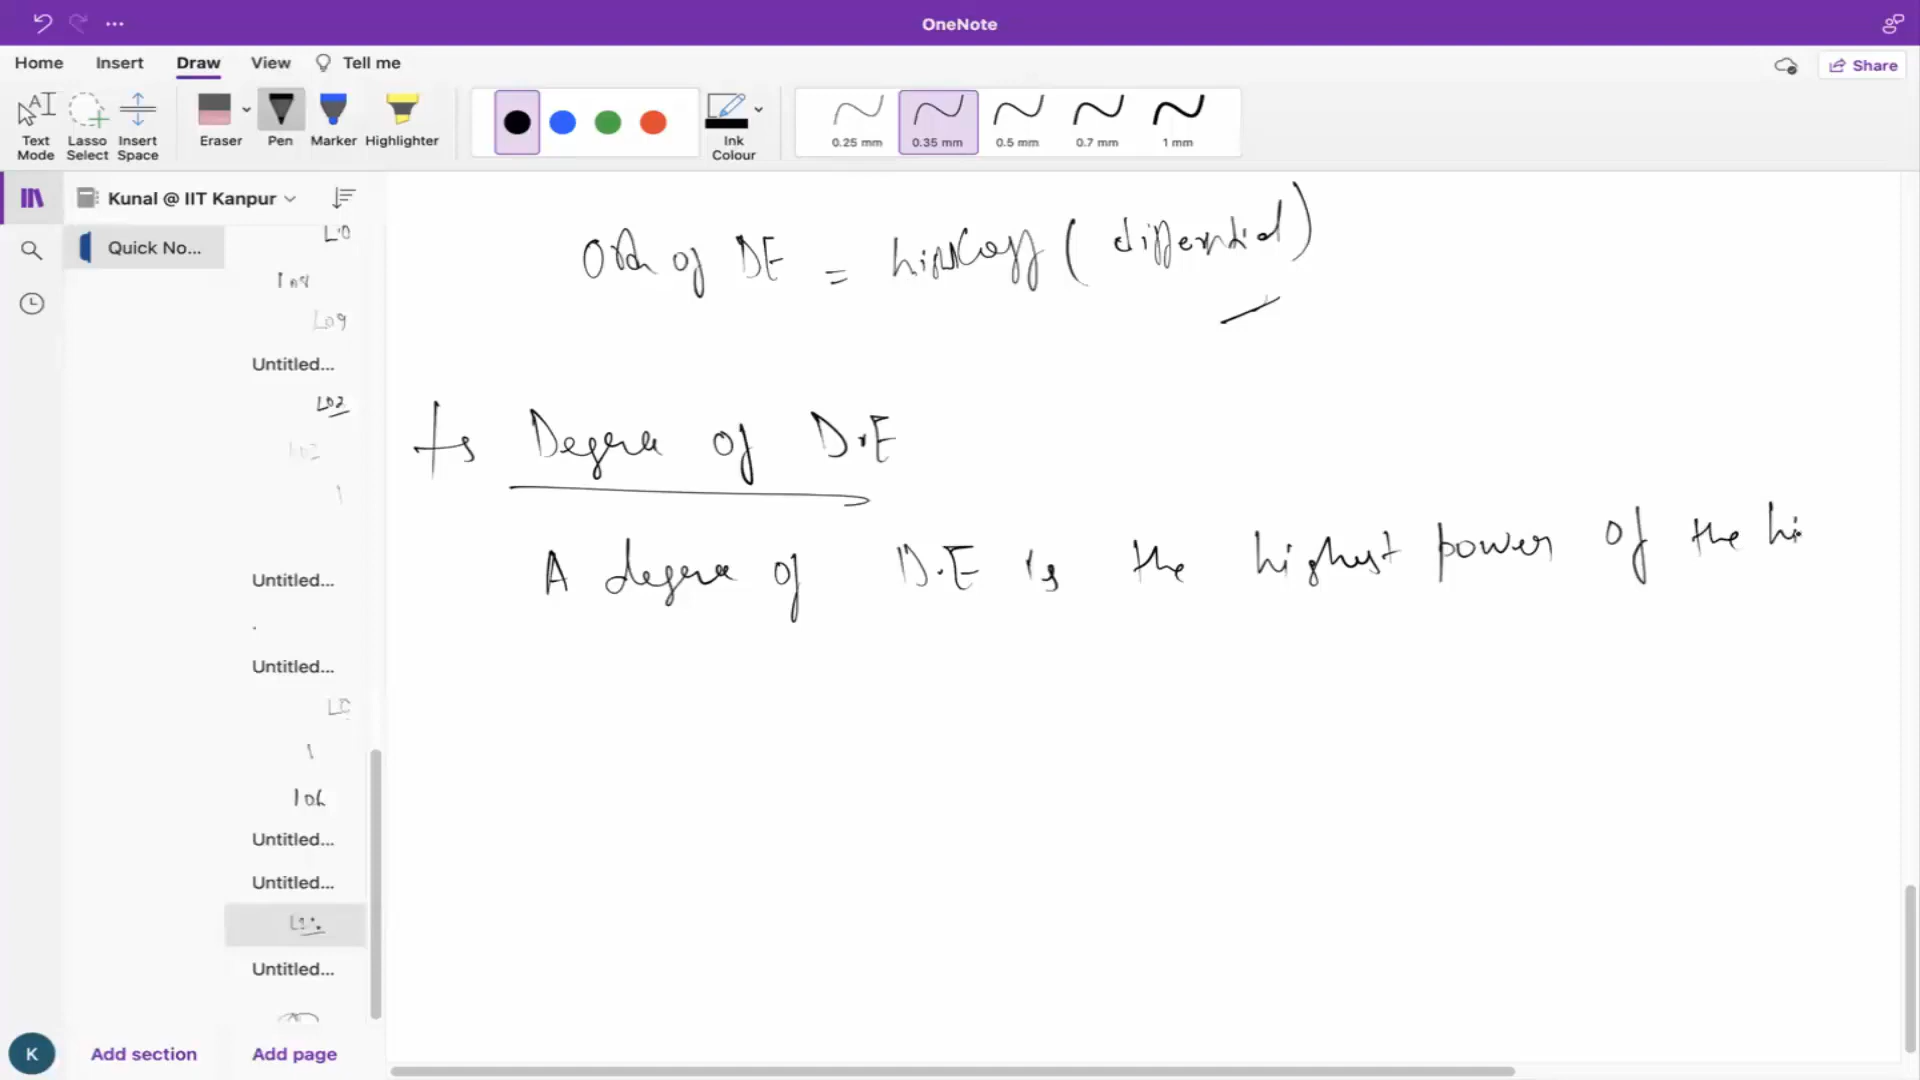 OneNote
Home Insert Draw View Tell me
Share
Text Mode
Lasso Select
Insert Space
Eraser
Pen
Marker
Highlighter
Ink Colour
0.25 mm
0.35 mm
0.5 mm
0.7 mm
1 mm
Kunal @ IIT Kanpur
Quick No...
L09
Untitled...
L02
Untitled...
Untitled...
Untitled...
Untitled...
Untitled...
K
Add section
Add page
of DE = (differential)
Degree of D.E
A degree of D.E is the highest power of the hi